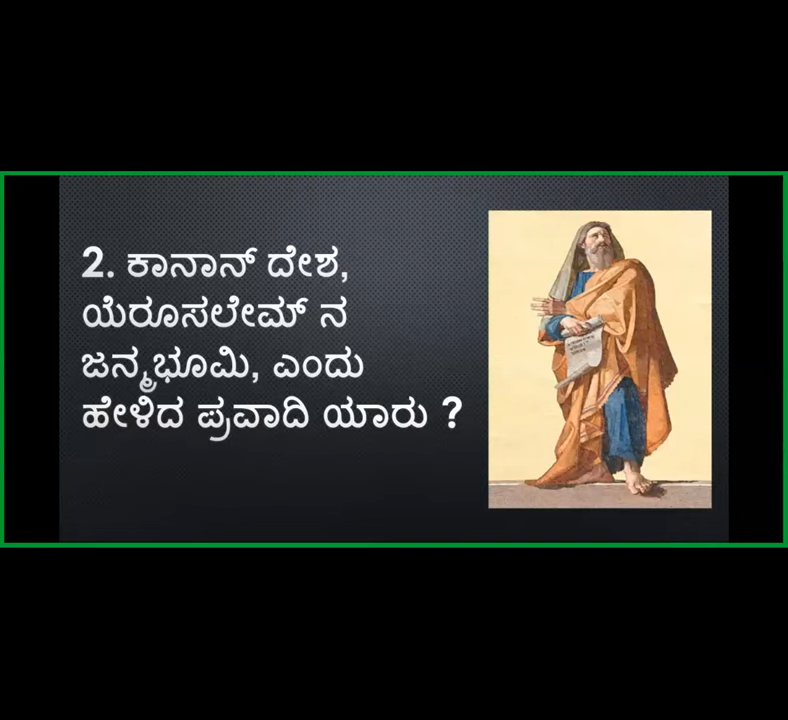 2. ಕಾನಾನ್ ದೇಶ,
ಯೆರೂಸಲೇಮ್ ನ
ಜನ್ಮಭೂಮಿ, ಎಂದು
ಹೇಳಿದ ಪ್ರವಾದಿ ಯಾರು ?